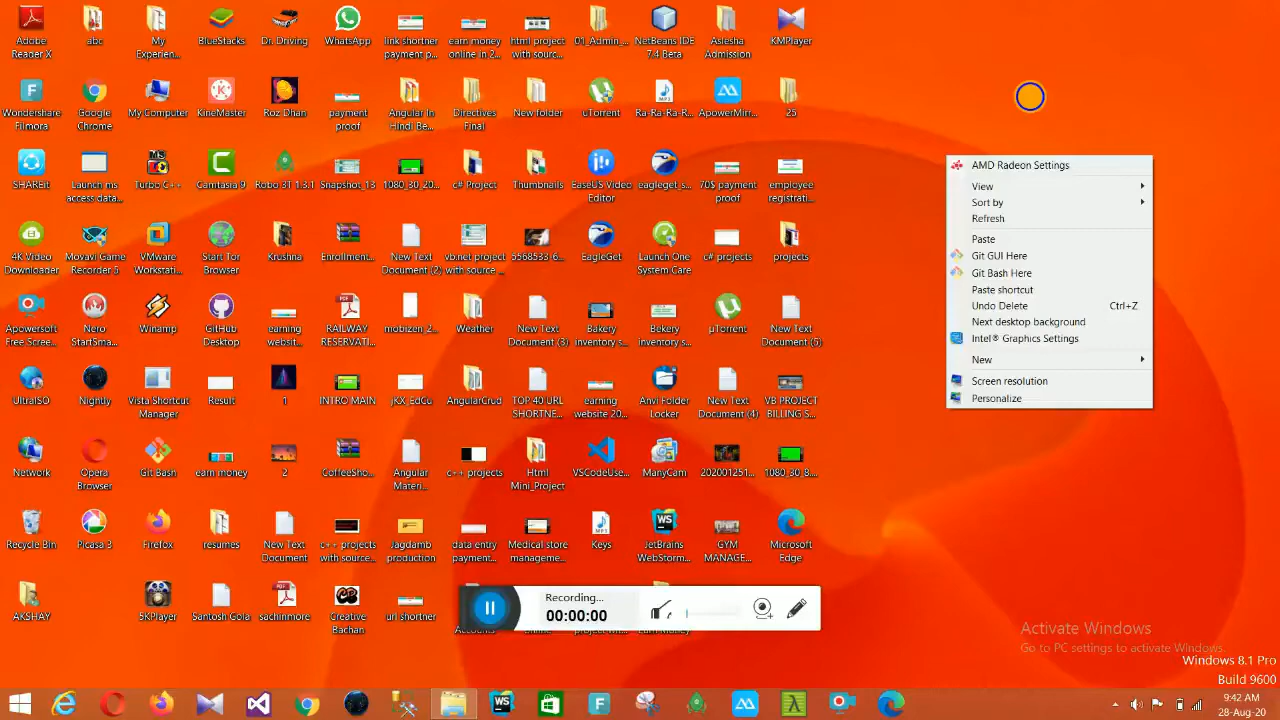 Adobe Reader X
abc
My Experien...
BlueStacks
Dr. Driving
WhatsApp
link shortner payment p...
earn money online in 2...
html project with sourc...
01_Admin_...
NetBeans IDE 7.4 Beta
Aslesha Admission
KMPlayer
Wondershare Filmora
Google Chrome
My Computer
KineMaster
Roz Dhan
payment proof
Angular In Hindi Be...
Directives Final
New folder
uTorrent
Ra-Ra-Ra-R...
ApowerMirr...
25
SHAREit
Launch ms access data...
Turbo C++
Camtasia 9
Robo 3T 1.3.1
Snapshot_13
1080_30_20...
c# Project
Thumbnails
EaseUS Video Editor
eagleget_s...
70$ payment proof
employee registrati...
4K Video Downloader
Movavi Game Recorder 5
VMware Workstati...
Start Tor Browser
Krushna
Enrollment...
New Text Document (2)
vb.net project with source ...
5568533-6...
EagleGet
Launch One System Care
c# projects
projects
Apowersoft Free Scree...
Nero StartSma...
Winamp
GitHub Desktop
earning websit...
RAILWAY RESERVATI...
mobizen_2...
Weather
New Text Document (3)
Bakery inventory s...
Bekery inventory s...
µTorrent
New Text Document (5)
UltraISO
Nightly
Vista Shortcut Manager
Result
1
INTRO MAIN
jKX_EdCu
AngularCrud
TOP 40 URL SHORTNE...
earning website 20...
Anvi Folder Locker
New Text Document (4)
VB PROJECT BILLING S...
Network
Opera Browser
Git Bash
earn money
2
CoffeeSho...
Angular Materi...
c++ projects
Html Mini_Project
VSCodeUse...
ManyCam
202001251...
1080_30_8...
Recycle Bin
Picasa 3
Firefox
resumes
New Text Document
c++ projects with source...
Jagdamb production
data entry payment...
Medical store manageme...
Keys
JetBrains WebStorm...
GYM MANAGE...
Microsoft Edge
AKSHAY
5KPlayer
Santosh Gola
sachinmore
Creative Bachan
url shortner
AMD Radeon Settings
View
Sort by
Refresh
Paste
Git GUI Here
Git Bash Here
Paste shortcut
Undo Delete Ctrl+Z
Next desktop background
Intel® Graphics Settings
New
Screen resolution
Personalize
Recording...
00:00:00
Activate Windows
Go to PC settings to activate Windows.
Windows 8.1 Pro
Build 9600
9:42 AM
28-Aug-20